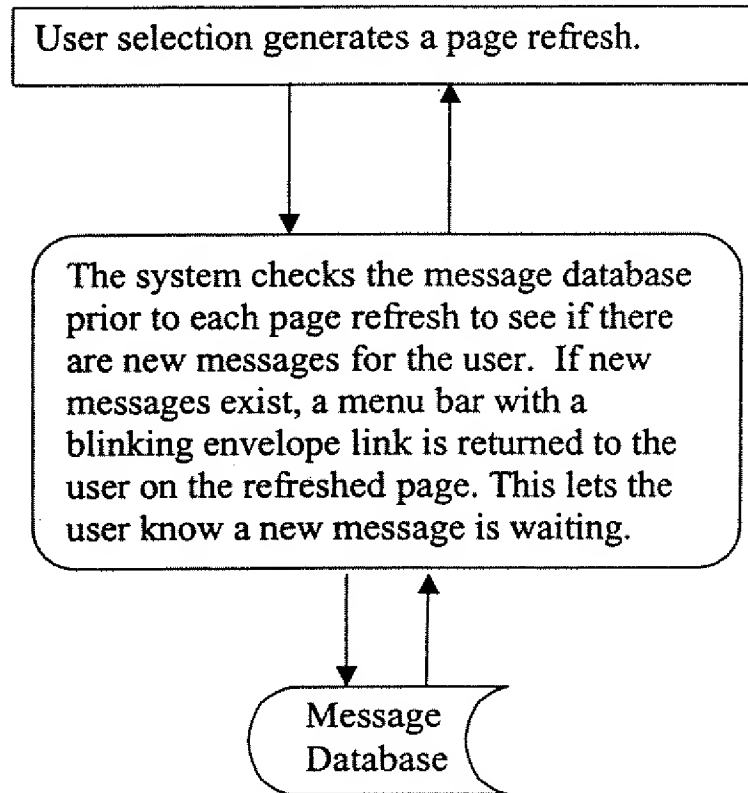 User selection generates a page refresh.
The system checks the message database
prior to each page refresh to see if there
are new messages for the user. If new
messages exist, a menu bar with a
blinking envelope link is returned to the
user on the refreshed page. This lets the
user know a new message is waiting.
Message
Database